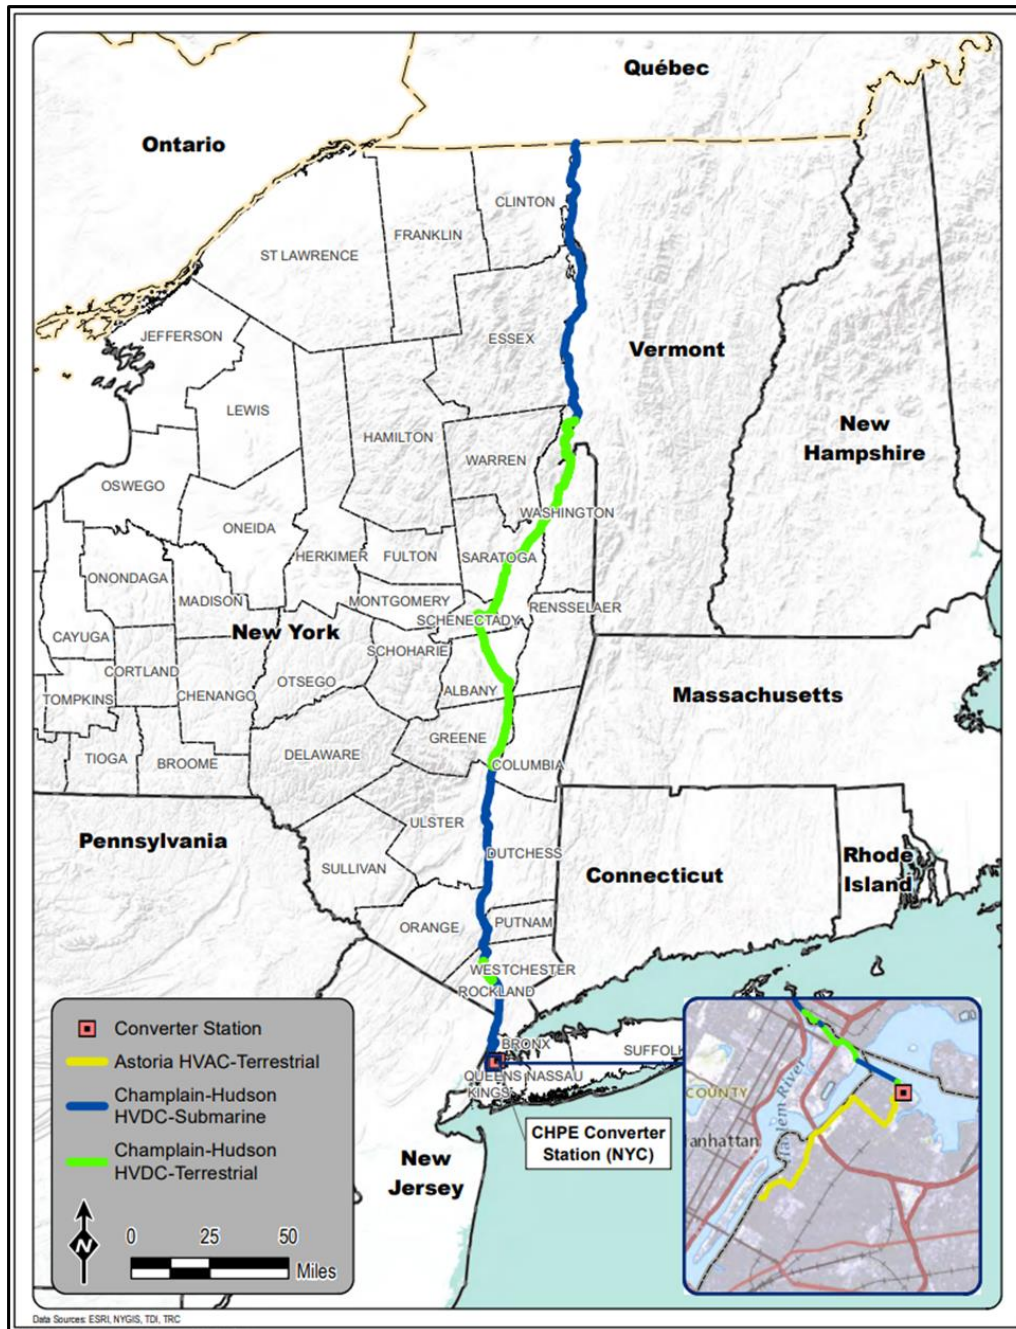 Québec
Ontario
CLINTON
FRANKLIN
ST LAWRENCE
JEFFERSON
ESSEX
Vermont
LEWIS
New
Hampshire
HAMILTON
WARREN
OSWEGO
WASHINGTON
ONEIDA
HERKIMER
FULTON
SARATOGA
ONONDAGA
MADISON
MONTGOMERY
RENSSELAER
SCHENECTADY
CAYUGA
New York
SCHOHARIE
CORTLAND
OTSEGO
ALBANY
TOMPKINS
CHENANGO
Massachusetts
GREENE
TIOGA
BROOME
DELAWARE
COLUMBIA
Pennsylvania
ULSTER
DUTCHESS
SULLIVAN
Connecticut
Rhode
Island
ORANGE
PUTNAM
WESTCHESTER
ROCKLAND
BRONX
SUFFOLK
QUEENS
NASSAU
KINGS
CHPE Converter
Station (NYC)
New
Jersey
Converter Station
Astoria HVAC-Terrestrial
Champlain-Hudson
HVDC-Submarine
Champlain-Hudson
HVDC-Terrestrial
N
0 25 50
Miles
COUNTY
Harlem River
anhattan
Data Sources: ESRI, NYGIS, TDI, TRC